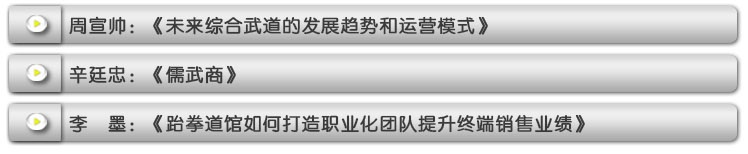 周宣帅：《未来综合武道的发展趋势和运营模式》
辛廷忠：《儒武商》
李　墨：《跆拳道馆如何打造职业化团队提升终端销售业绩》